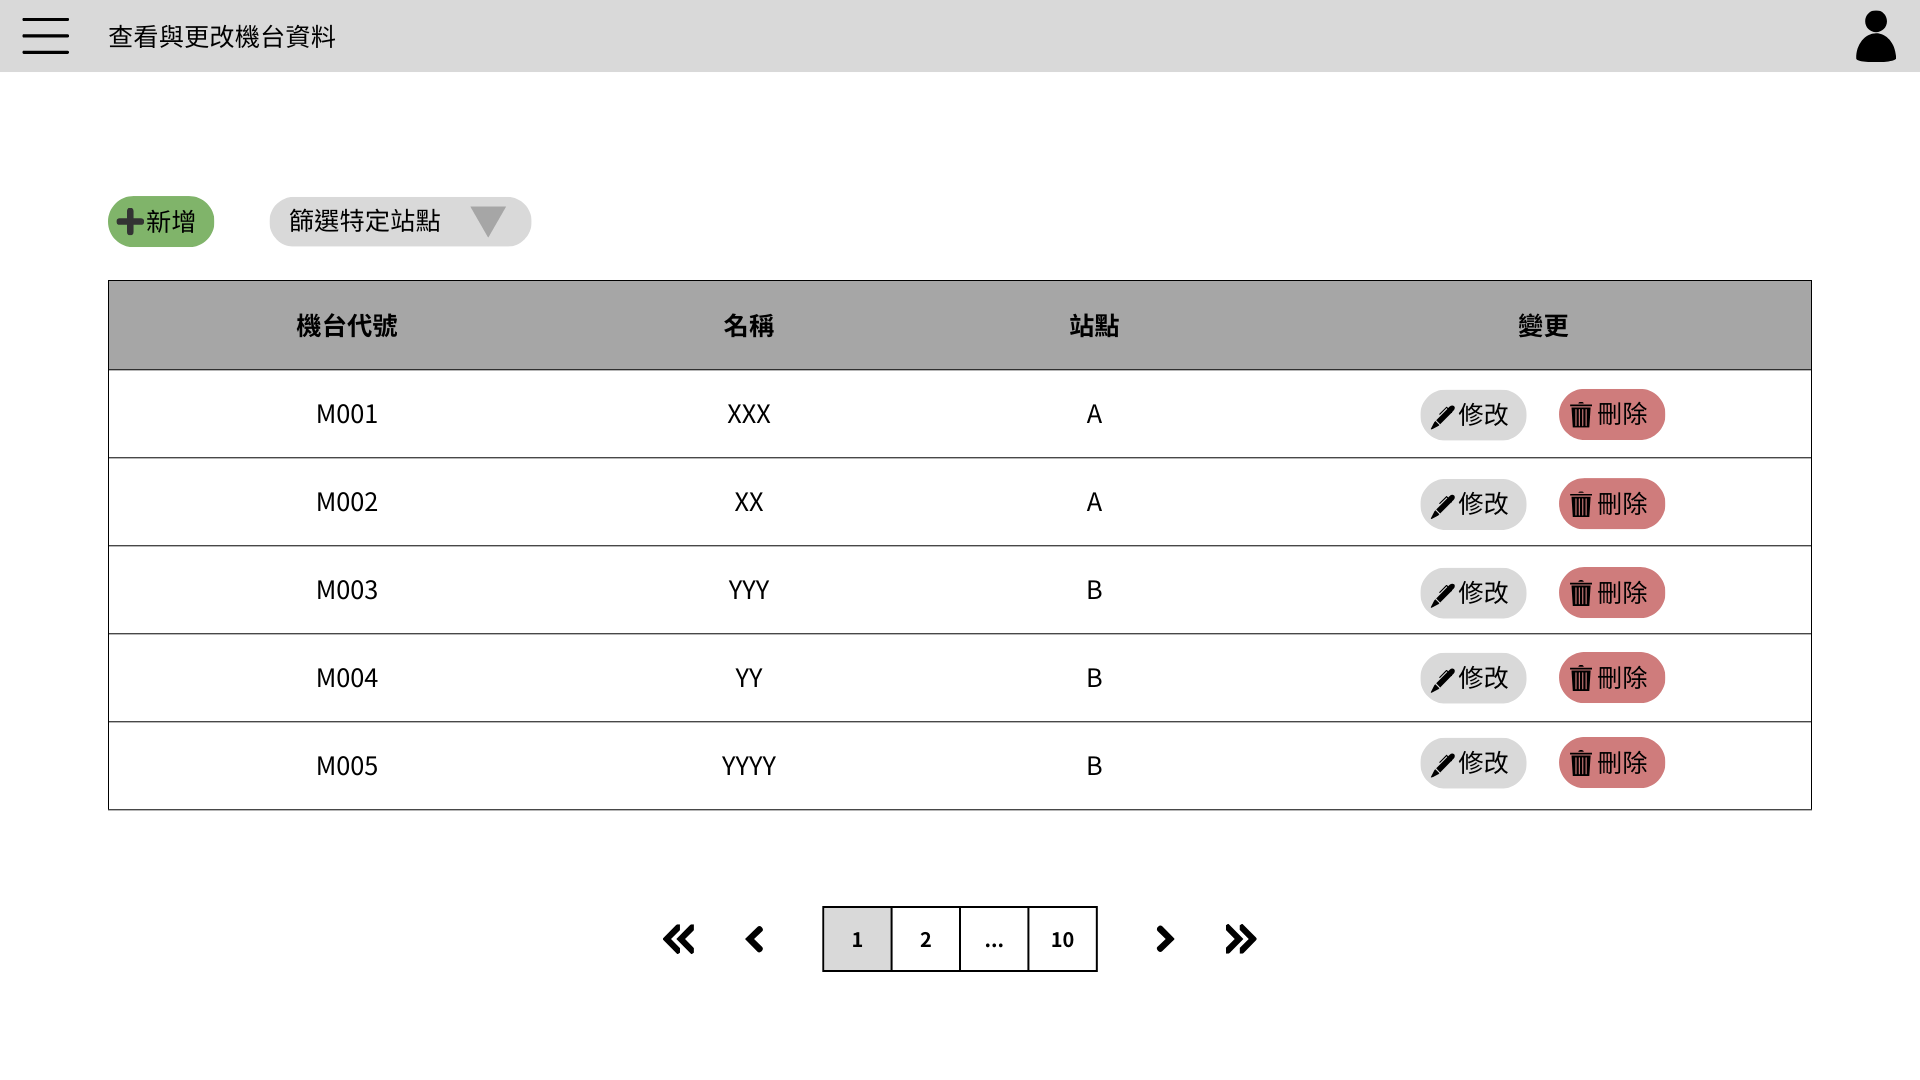 查看與更改機台資料
新增 篩選特定站點
機台代號 名稱 站點 變更
M001 XXX A 修改 刪除
M002 XX A 修改 刪除
M003 YYY B 修改 刪除
M004 YY B 修改 刪除
M005 YYYY B 修改 刪除
1 2 ... 10